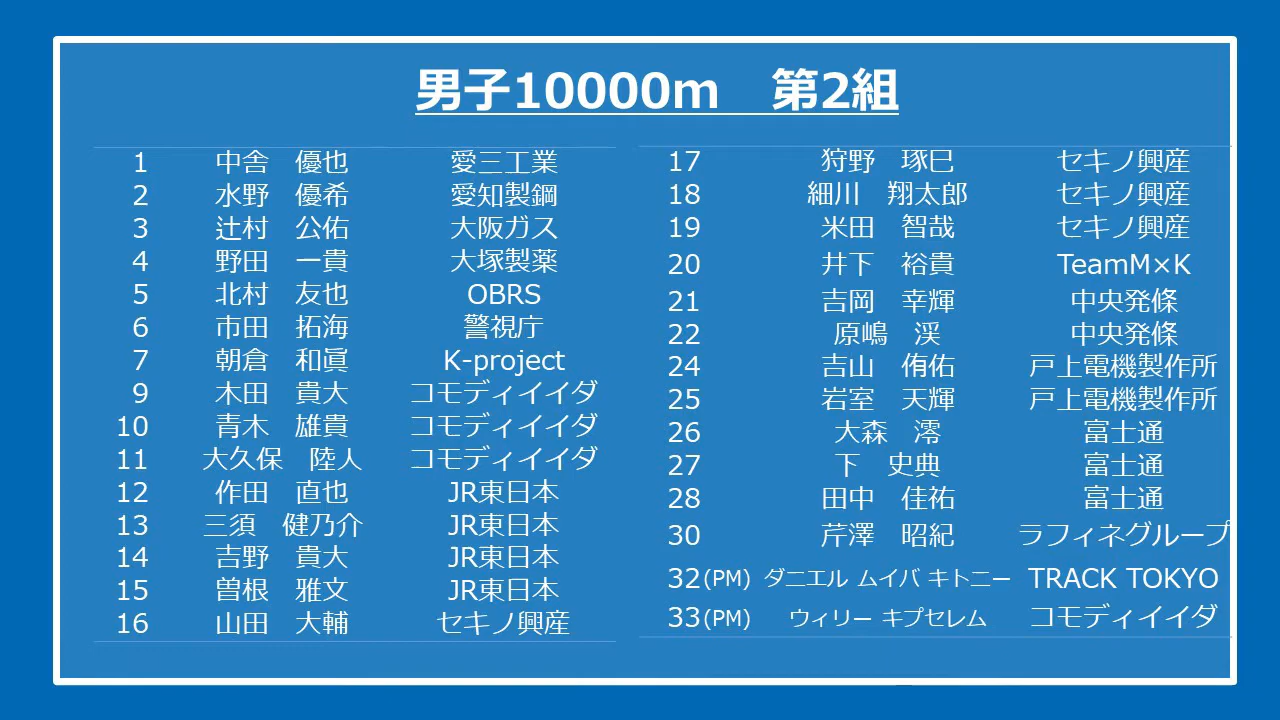 男子10000m　第2組
1 中舎　優也 愛三工業
2 水野　優希 愛知製鋼
3 辻村　公佑 大阪ガス
4 野田　一貴 大塚製薬
5 北村　友也 OBRS
6 市田　拓海 警視庁
7 朝倉　和眞 K-project
9 木田　貴大 コモディイイダ
10 青木　雄貴 コモディイイダ
11 大久保　陸人 コモディイイダ
12 作田　直也 JR東日本
13 三須　健乃介 JR東日本
14 吉野　貴大 JR東日本
15 曽根　雅文 JR東日本
16 山田　大輔 セキノ興産
17 狩野　琢巳 セキノ興産
18 細川　翔太郎 セキノ興産
19 米田　智哉 セキノ興産
20 井下　裕貴 TeamM×K
21 吉岡　幸輝 中央発條
22 原嶋　渓 中央発條
24 吉山　侑佑 戸上電機製作所
25 岩室　天輝 戸上電機製作所
26 大森　澪 富士通
27 下　史典 富士通
28 田中　佳祐 富士通
30 芹澤　昭紀 ラフィネグループ
32(PM) ダニエル ムイバ キトニー TRACK TOKYO
33(PM) ウィリー キプセレム コモディイイダ